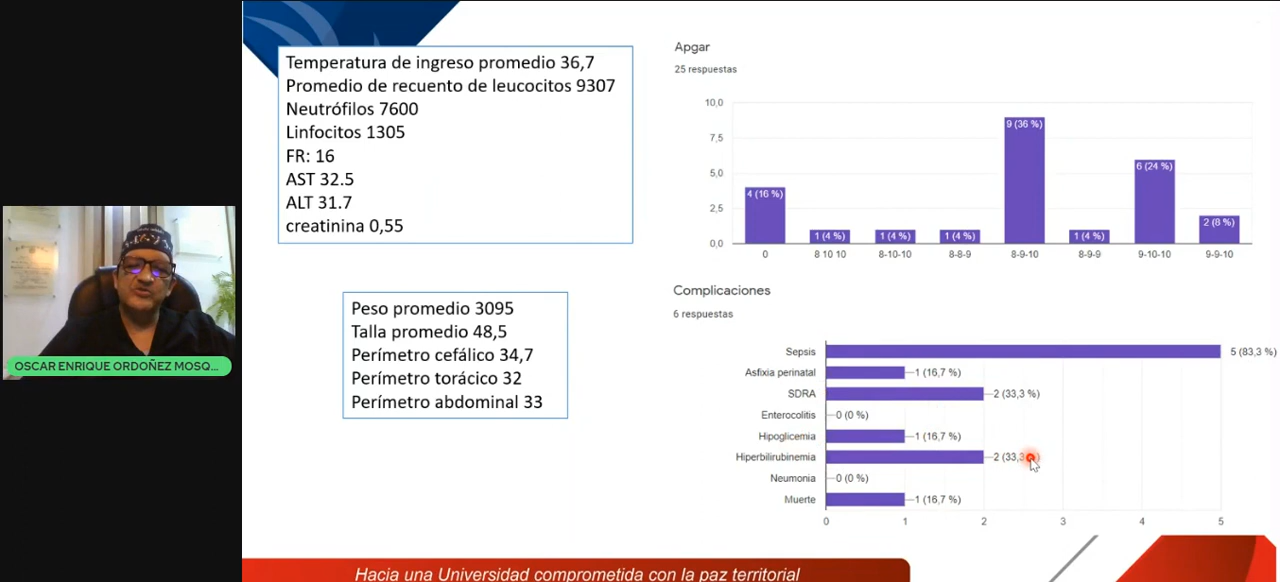 Temperatura de ingreso promedio 36,7
Promedio de recuento de leucocitos 9307
Neutrófilos 7600
Linfocitos 1305
FR: 16
AST 32.5
ALT 31.7
creatinina 0,55
Peso promedio 3095
Talla promedio 48,5
Perímetro cefálico 34,7
Perímetro torácico 32
Perímetro abdominal 33
OSCAR ENRIQUE ORDOÑEZ MOSQ...
Apgar
25 respuestas
10,0
7,5
5,0
2,5
0,0
4 (16 %)
1 (4 %)
1 (4 %)
1 (4 %)
9 (36 %)
1 (4 %)
6 (24 %)
2 (8 %)
0
8 10 10
8-10-10
8-8-9
8-9-10
8-9-9
9-10-10
9-9-10
Complicaciones
6 respuestas
Sepsis 5 (83,3 %)
Asfixia perinatal 1 (16,7 %)
SDRA 2 (33,3 %)
Enterocolitis 0 (0 %)
Hipoglicemia 1 (16,7 %)
Hiperbilirubinemia 2 (33,3
Neumonia 0 (0 %)
Muerte 1 (16,7 %)
0 1 2 3 4 5
Hacia una Universidad comprometida con la paz territorial